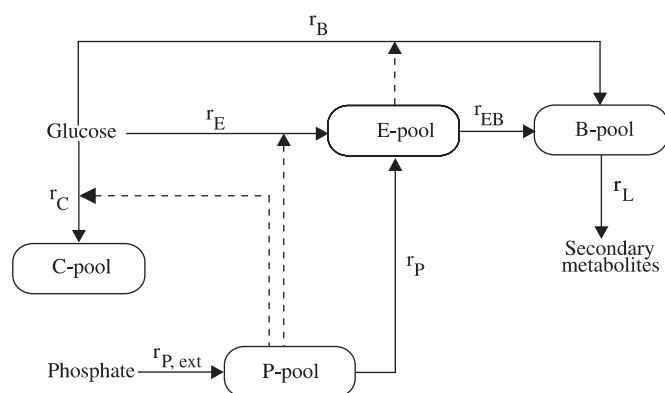 r_B
r_E
r_EB
Glucose
E-pool
B-pool
r_C
r_L
C-pool
r_P
Secondary
metabolites
r_P, ext
Phosphate
P-pool